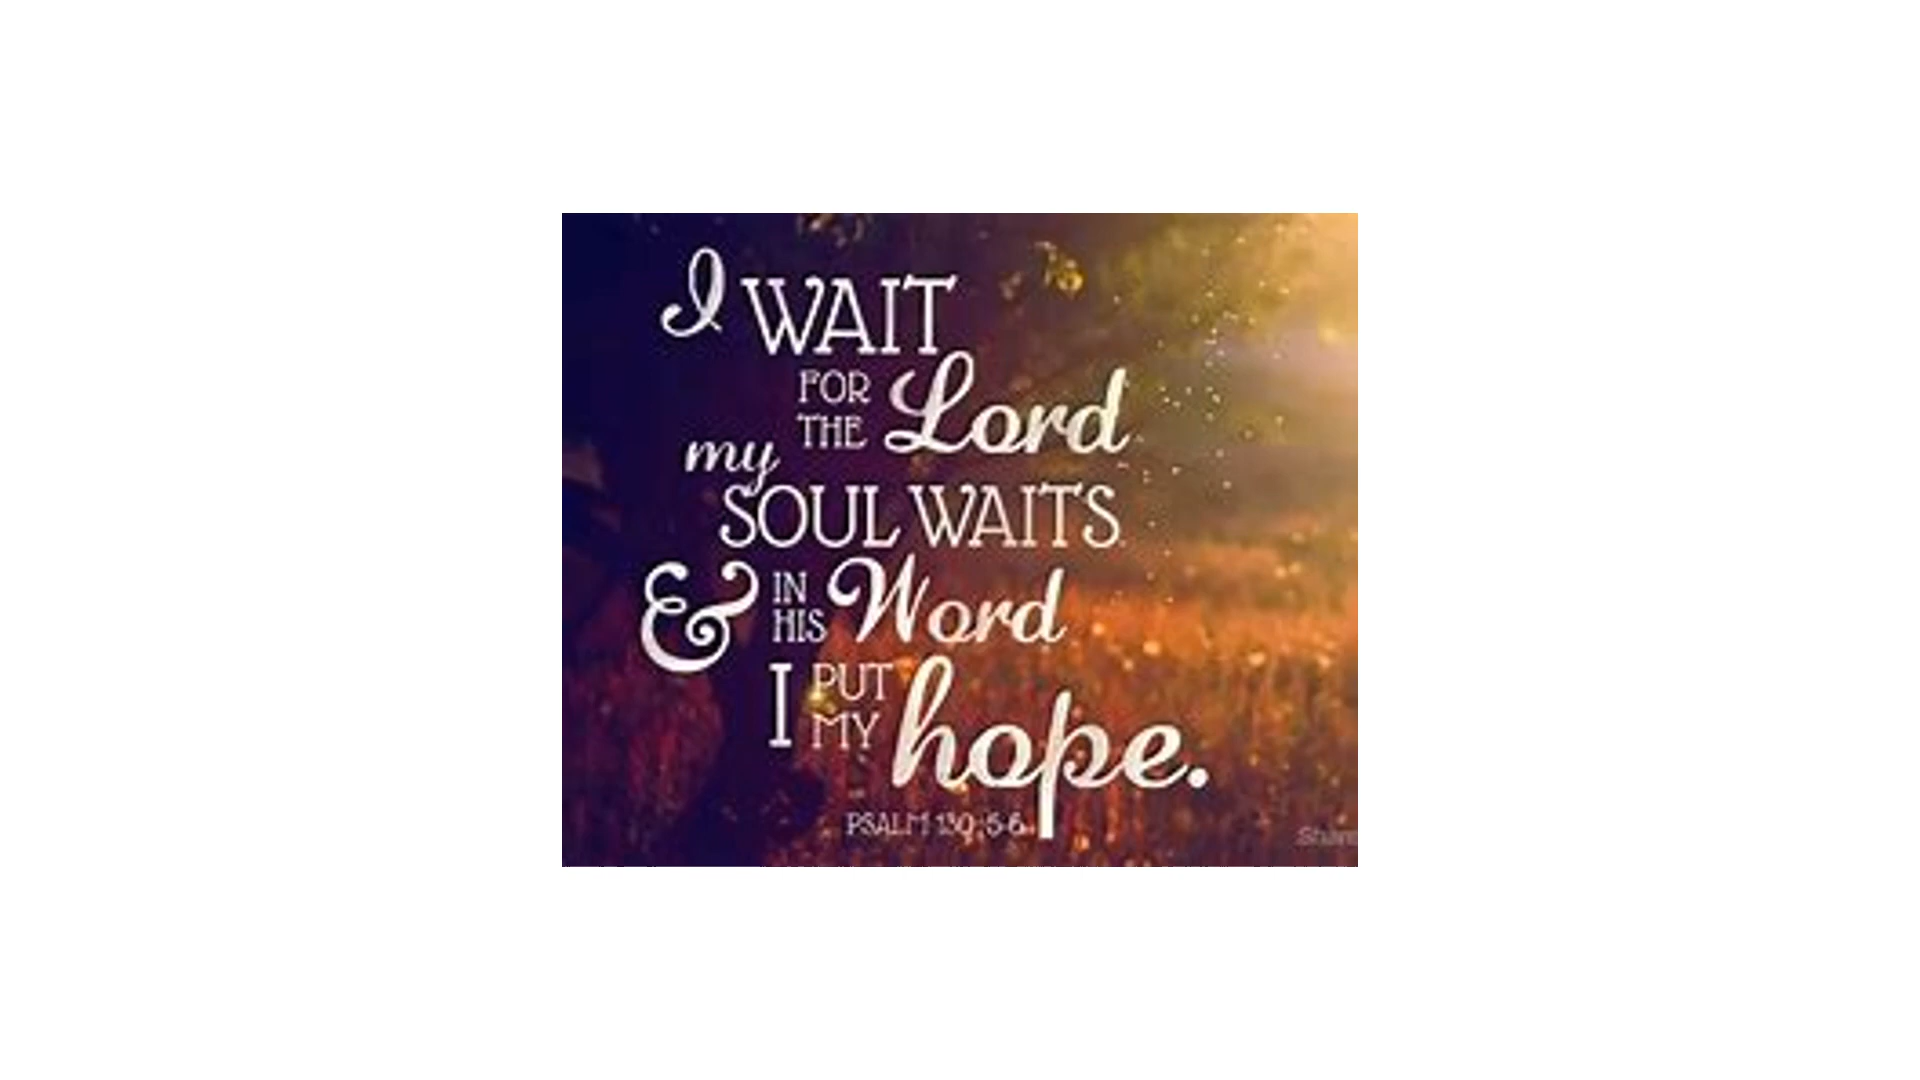 I WAIT
FOR
THE Lord
my
SOUL WAITS
& IN
HIS Word
I PUT
MY hope.
PSALM 130:5-6